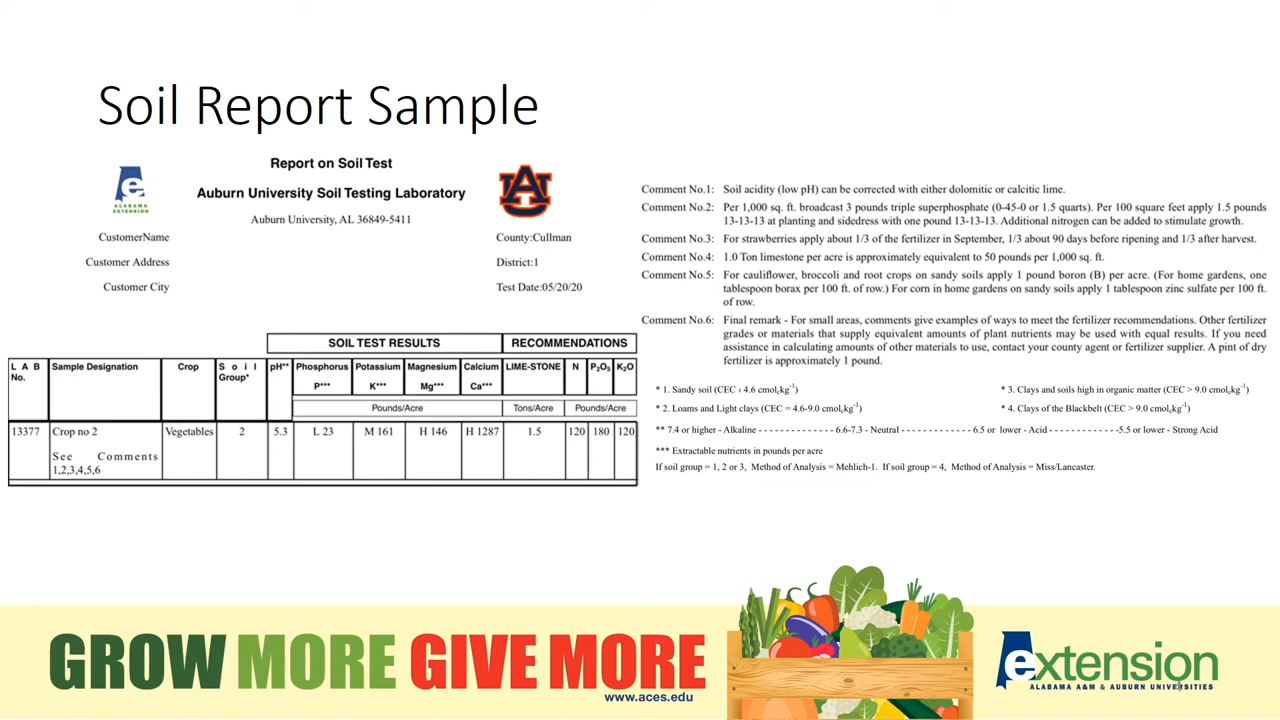 Soil Report Sample
Report on Soil Test
Auburn University Soil Testing Laboratory
Auburn University, AL 36849-5411
ALABAMA
EXTENSION
CustomerName
County:Cullman
Customer Address
District:1
Customer City
Test Date:05/20/20
SOIL TEST RESULTS RECOMMENDATIONS
L A B No. Sample Designation Crop S o i l Group* pH** Phosphorus P*** Potassium K*** Magnesium Mg*** Calcium Ca*** LIME-STONE N P₂O₅ K₂O
Pounds/Acre Tons/Acre Pounds/Acre
13377 Crop no 2 Vegetables 2 5.3 L 23 M 161 H 146 H 1287 1.5 120 180 120
See Comments
1,2,3,4,5,6
Comment No.1: Soil acidity (low pH) can be corrected with either dolomitic or calcitic lime.
Comment No.2: Per 1,000 sq. ft. broadcast 3 pounds triple superphosphate (0-45-0 or 1.5 quarts). Per 100 square feet apply 1.5 pounds
13-13-13 at planting and sidedress with one pound 13-13-13. Additional nitrogen can be added to stimulate growth.
Comment No.3: For strawberries apply about 1/3 of the fertilizer in September, 1/3 about 90 days before ripening and 1/3 after harvest.
Comment No.4: 1.0 Ton limestone per acre is approximately equivalent to 50 pounds per 1,000 sq. ft.
Comment No.5: For cauliflower, broccoli and root crops on sandy soils apply 1 pound boron (B) per acre. (For home gardens, one
tablespoon borax per 100 ft. of row.) For corn in home gardens on sandy soils apply 1 tablespoon zinc sulfate per 100 ft.
of row.
Comment No.6: Final remark - For small areas, comments give examples of ways to meet the fertilizer recommendations. Other fertilizer
grades or materials that supply equivalent amounts of plant nutrients may be used with equal results. If you need
assistance in calculating amounts of other materials to use, contact your county agent or fertilizer supplier. A pint of dry
fertilizer is approximately 1 pound.
* 1. Sandy soil (CEC < 4.6 cmolckg⁻¹) * 3. Clays and soils high in organic matter (CEC > 9.0 cmolckg⁻¹)
* 2. Loams and Light clays (CEC = 4.6-9.0 cmolckg⁻¹) * 4. Clays of the Blackbelt (CEC > 9.0 cmolckg⁻¹)
** 7.4 or higher - Alkaline - - - - - - - - - - - - - 6.6-7.3 - Neutral - - - - - - - - - - - - 6.5 or lower - Acid - - - - - - - - - - - -5.5 or lower - Strong Acid
*** Extractable nutrients in pounds per acre
If soil group = 1, 2 or 3, Method of Analysis = Mehlich-1. If soil group = 4, Method of Analysis = Miss/Lancaster.
GROW MORE GIVE MORE
www.aces.edu
extension
ALABAMA A&M & AUBURN UNIVERSITIES